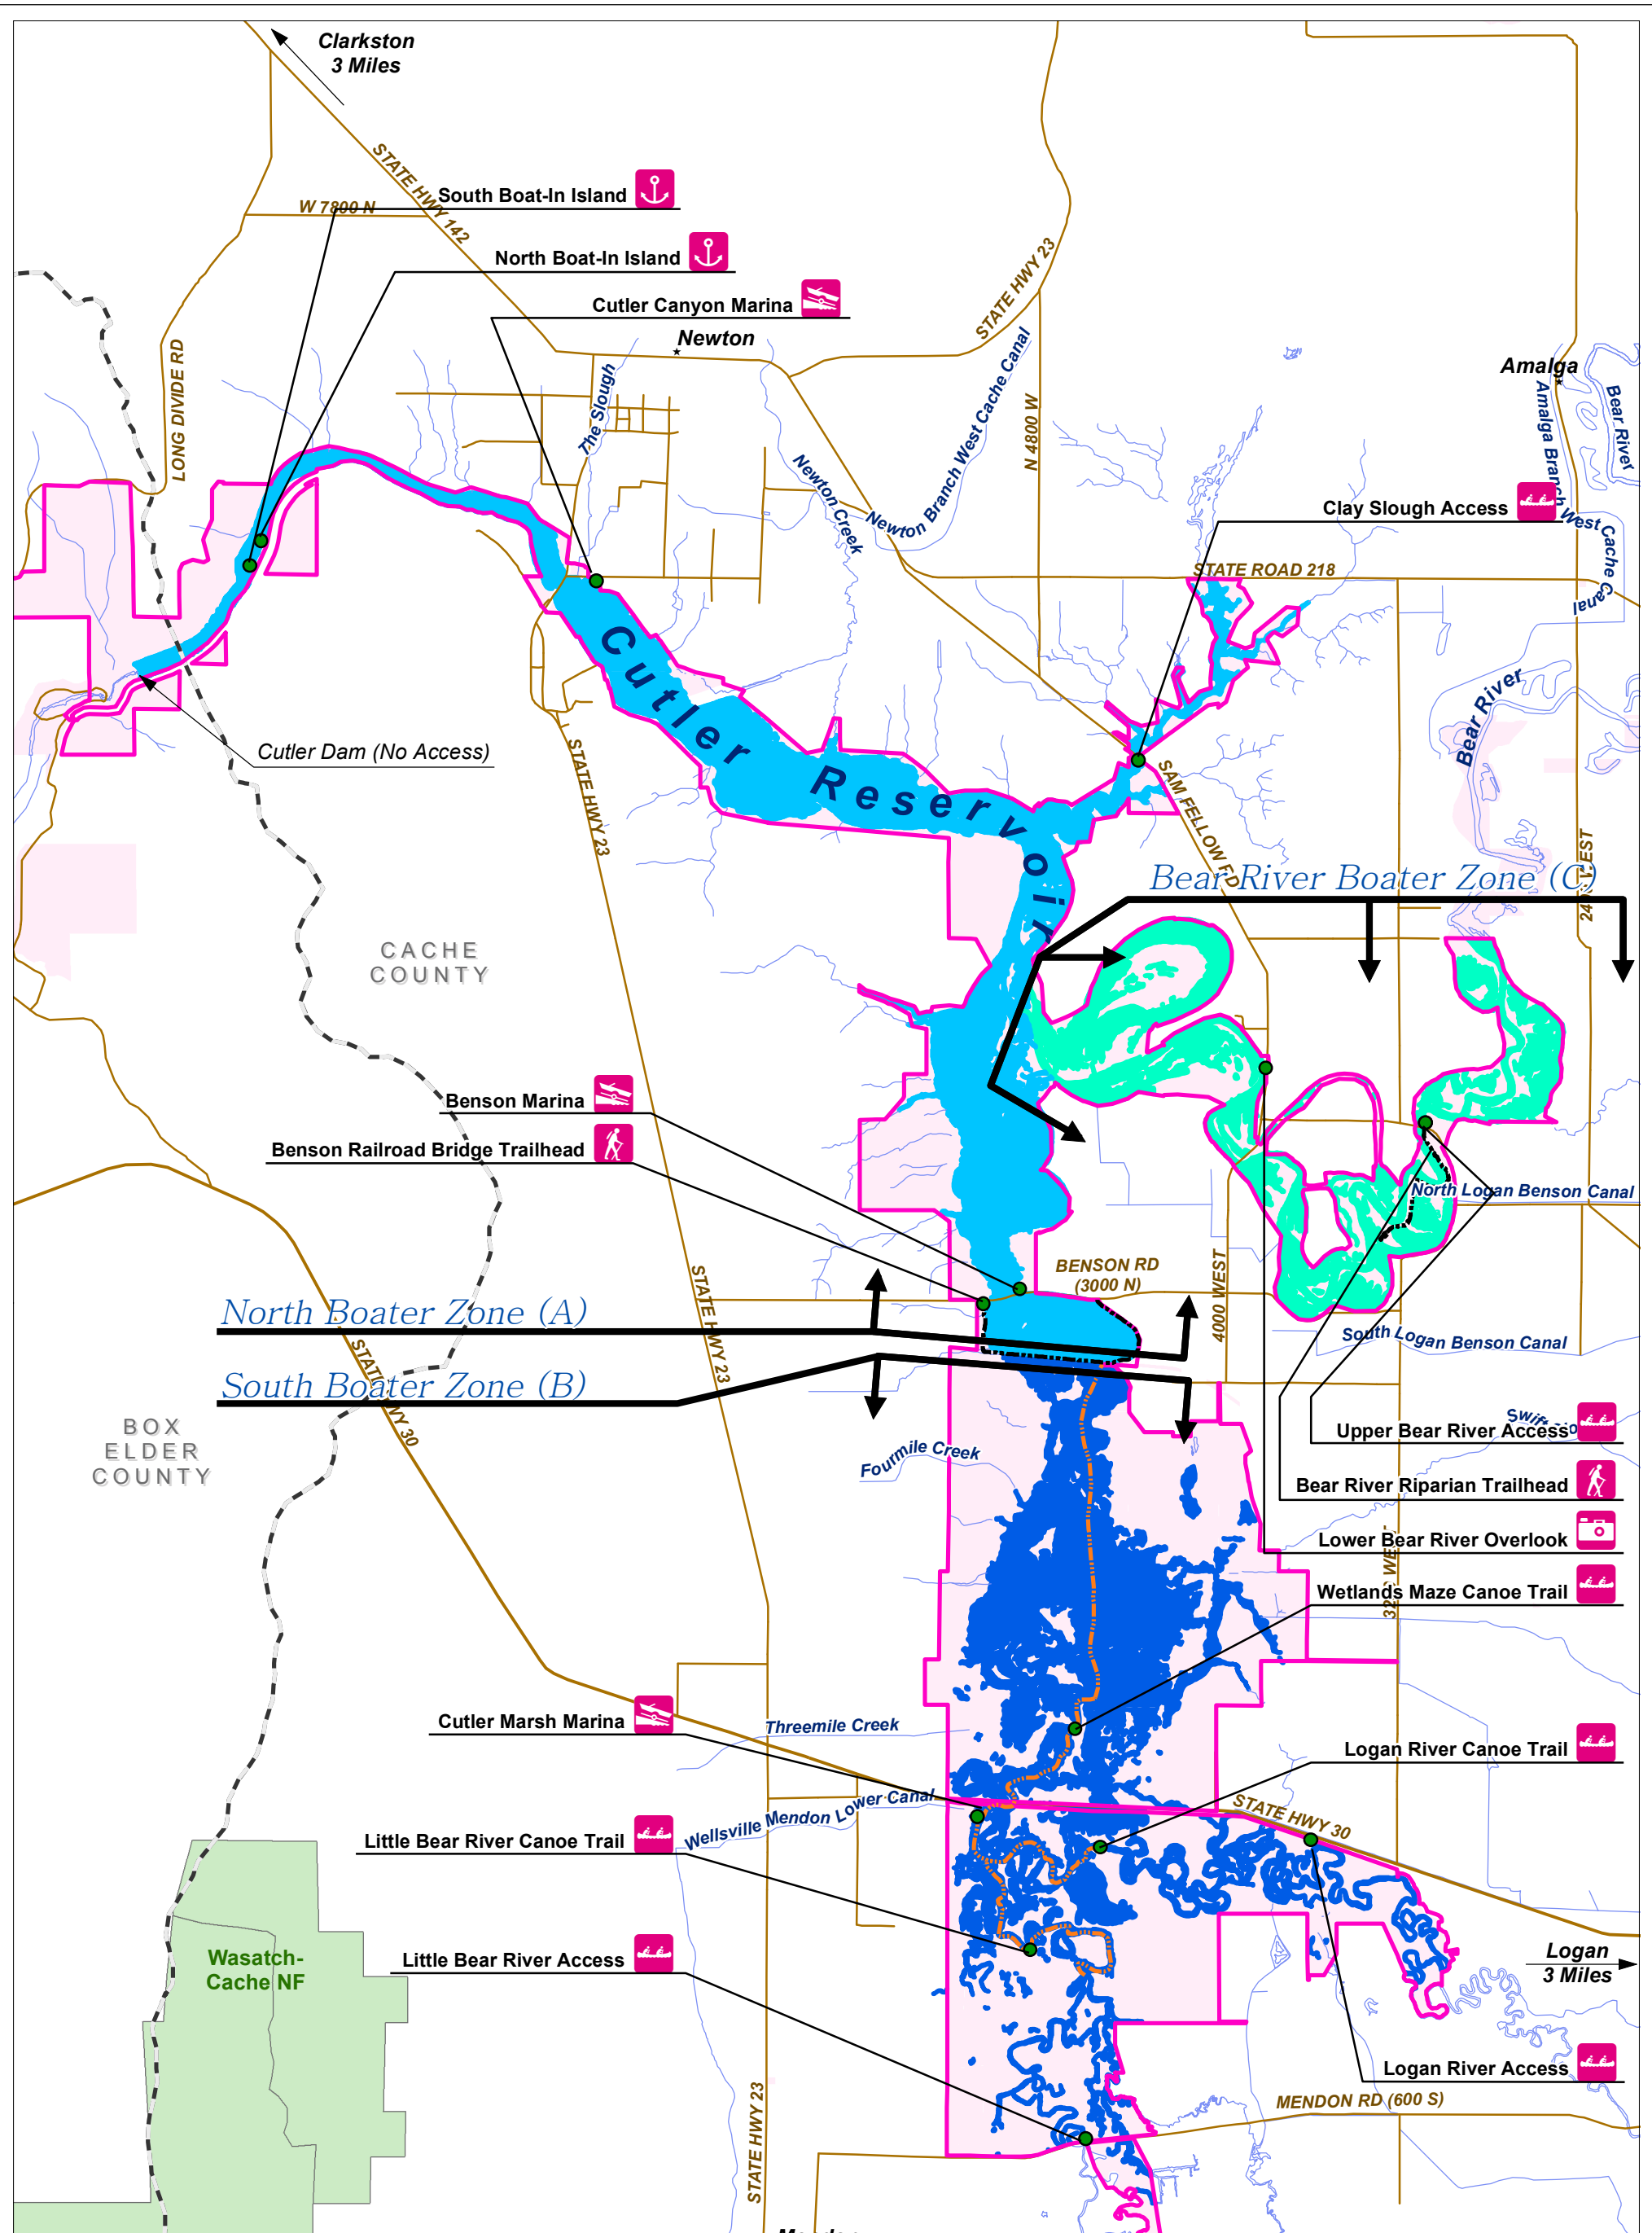 Clarkston
3 Miles
STATE HWY 142
South Boat-In Island
W 7800 N
North Boat-In Island
STATE HWY 23
Cutler Canyon Marina
Newton
LONG DIVIDE RD
The Slough
Newton Branch West Cache Canal
N 4800 W
Amalga
Bear River
Amalga Branch West Cache Canal
Newton Creek
Clay Slough Access
STATE ROAD 218
Cutler Reservoir
Bear River
Cutler Dam (No Access)
STATE HWY 23
SAM FELLOW RD
Bear River Boater Zone (C)
CACHE
COUNTY
Benson Marina
Benson Railroad Bridge Trailhead
North Logan Benson Canal
BENSON RD
(3000 N)
4000 WEST
STATE HWY 23
North Boater Zone (A)
South Logan Benson Canal
South Boater Zone (B)
STATE HWY 30
BOX
ELDER
COUNTY
Upper Bear River Access
Fourmile Creek
Bear River Riparian Trailhead
Lower Bear River Overlook
Wetlands Maze Canoe Trail
Cutler Marsh Marina
Threemile Creek
Logan River Canoe Trail
Wellsville Mendon Lower Canal
STATE HWY 30
Little Bear River Canoe Trail
Wasatch-
Cache NF
Little Bear River Access
Logan
3 Miles
Logan River Access
MENDON RD (600 S)
STATE HWY 23